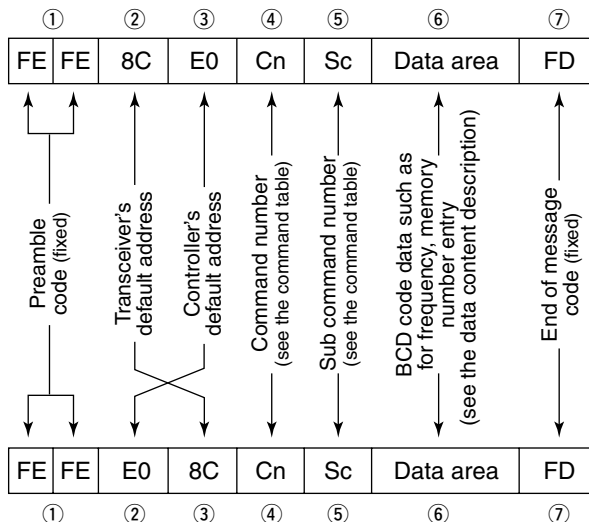 ① ② ③ ④ ⑤ ⑥ ⑦
FE FE 8C E0 Cn Sc Data area FD
Preamble
code (fixed)
Transceiver's
default address
Controller's
default address
Command number
(see the command table)
Sub command number
(see the command table)
BCD code data such as
for frequency, memory
number entry
(see the data content description)
End of message
code (fixed)
FE FE E0 8C Cn Sc Data area FD
① ② ③ ④ ⑤ ⑥ ⑦